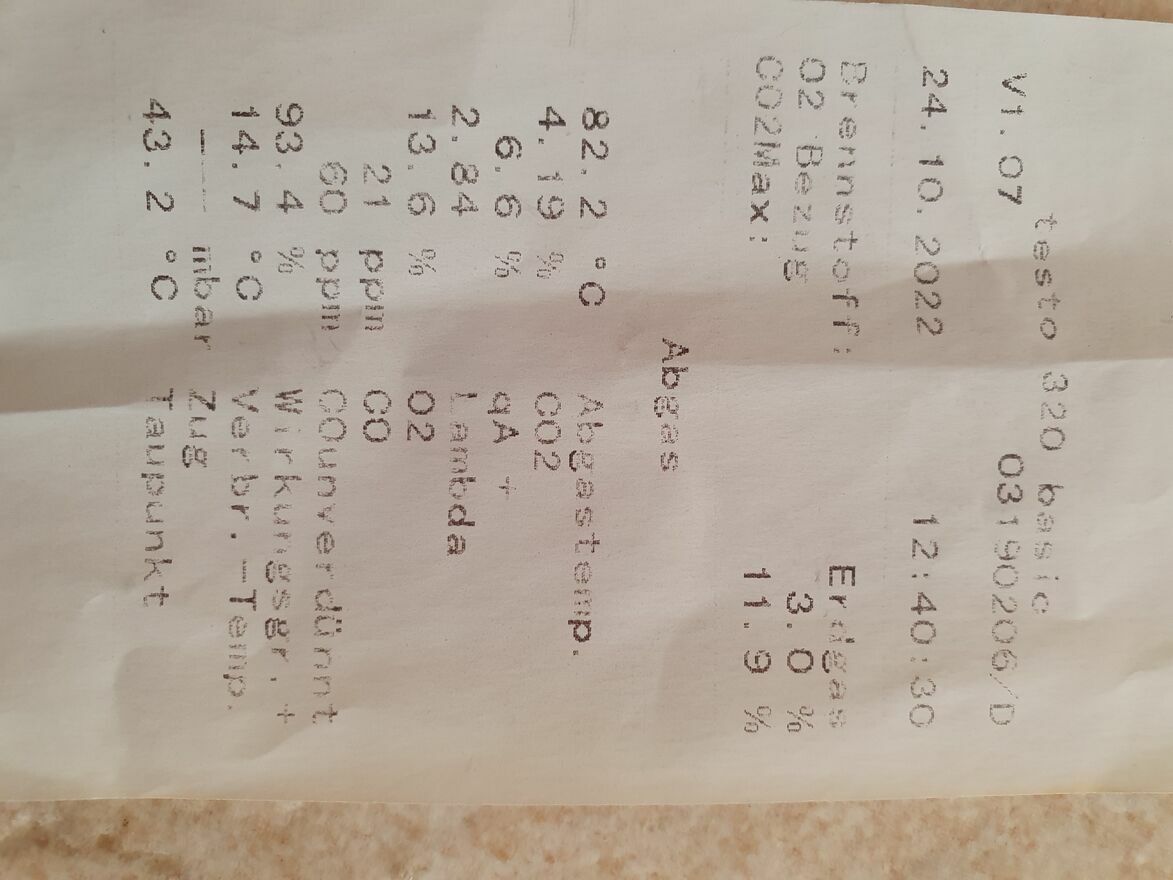 testo 320 basic
V1.07 03190206/D
24.10.2022 12:40:30
Brennstoff: Erdgas
O2 Bezug 3.0 %
CO2Max: 11.9 %
Abgas
82.2 °C Abgastemp.
4.19 % CO2
6.6 % qA +
2.84 Lambda
13.6 % O2
21 ppm CO
60 ppm COunverdünnt
93.4 % Wirkungsgr. +
14.7 °C Verbr.-Temp.
--- mbar Zug
43.2 °C Taupunkt